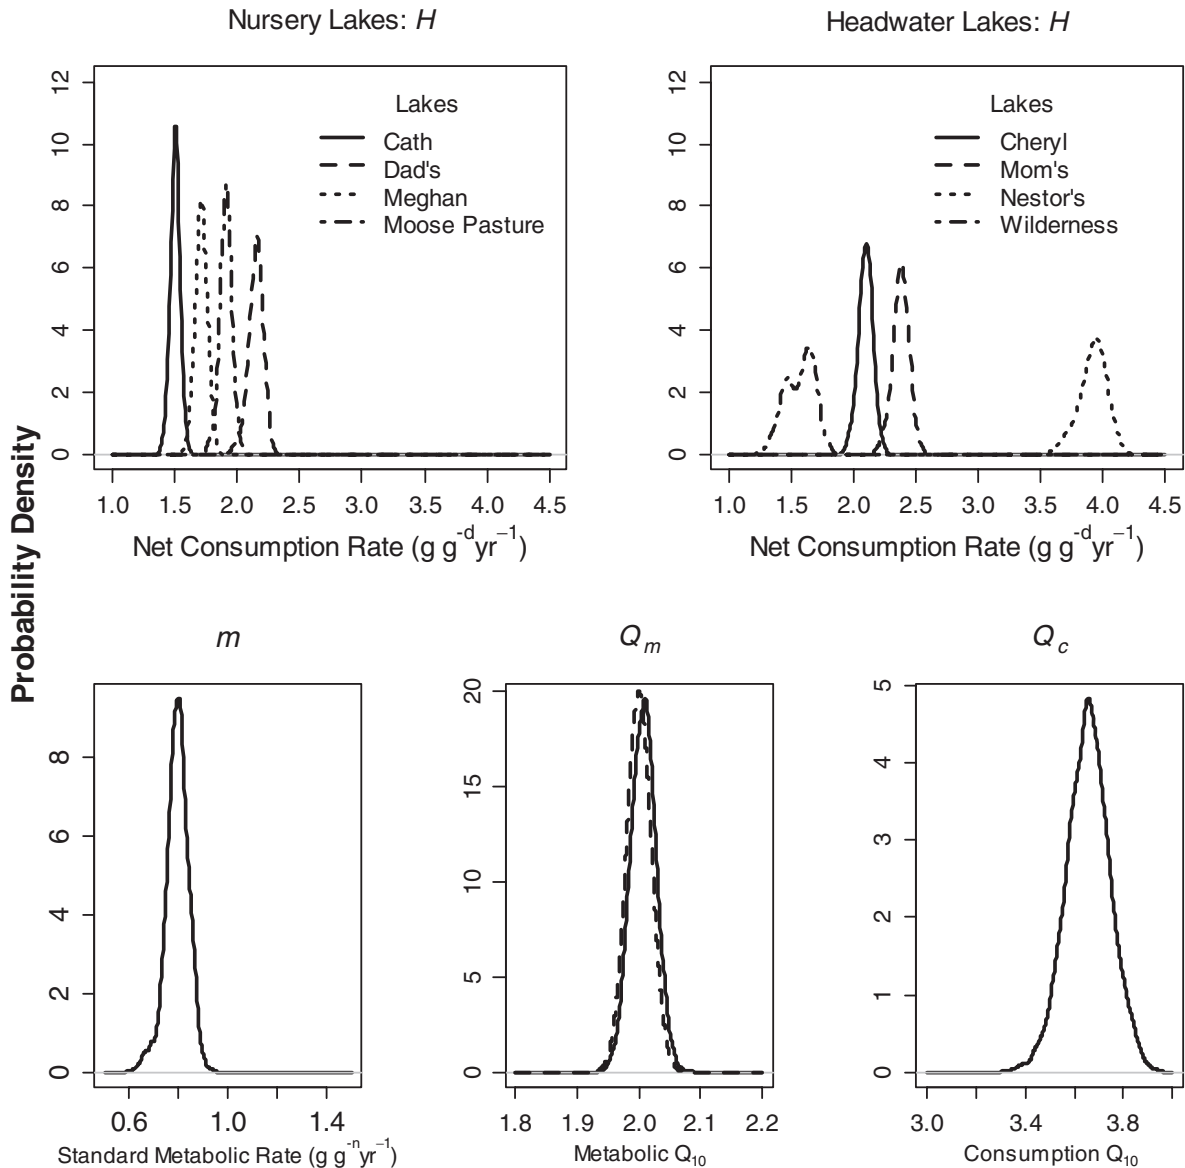 Nursery Lakes: H
Headwater Lakes: H
12
10
8
6
4
2
0
Lakes
Cath
Dad's
Meghan
Moose Pasture
1.0 1.5 2.0 2.5 3.0 3.5 4.0 4.5
Net Consumption Rate (g g-dyr−1)
12
10
8
6
4
2
0
Lakes
Cheryl
Mom's
Nestor's
Wilderness
1.0 1.5 2.0 2.5 3.0 3.5 4.0 4.5
Net Consumption Rate (g g-dyr−1)
Probability Density
m
8
6
4
2
0
0.6 1.0 1.4
Standard Metabolic Rate (g g-nyr−1)
Qm
20
15
10
5
0
1.8 1.9 2.0 2.1 2.2
Metabolic Q10
Qc
5
4
3
2
1
0
3.0 3.4 3.8
Consumption Q10